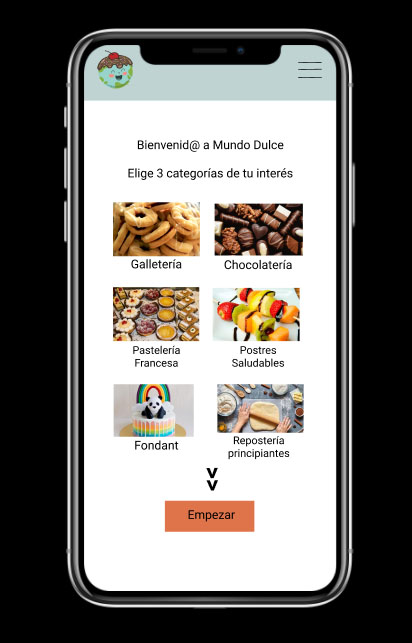 Bienvenid@ a Mundo Dulce
Elige 3 categorías de tu interés
Galletería
Chocolatería
Pastelería
Francesa
Postres
Saludables
Fondant
Repostería
principiantes
Empezar